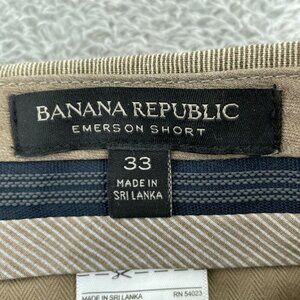 BANANA REPUBLIC
EMERSON SHORT
33
MADE IN
SRI LANKA
MADE IN SRI LANKA RN 54023